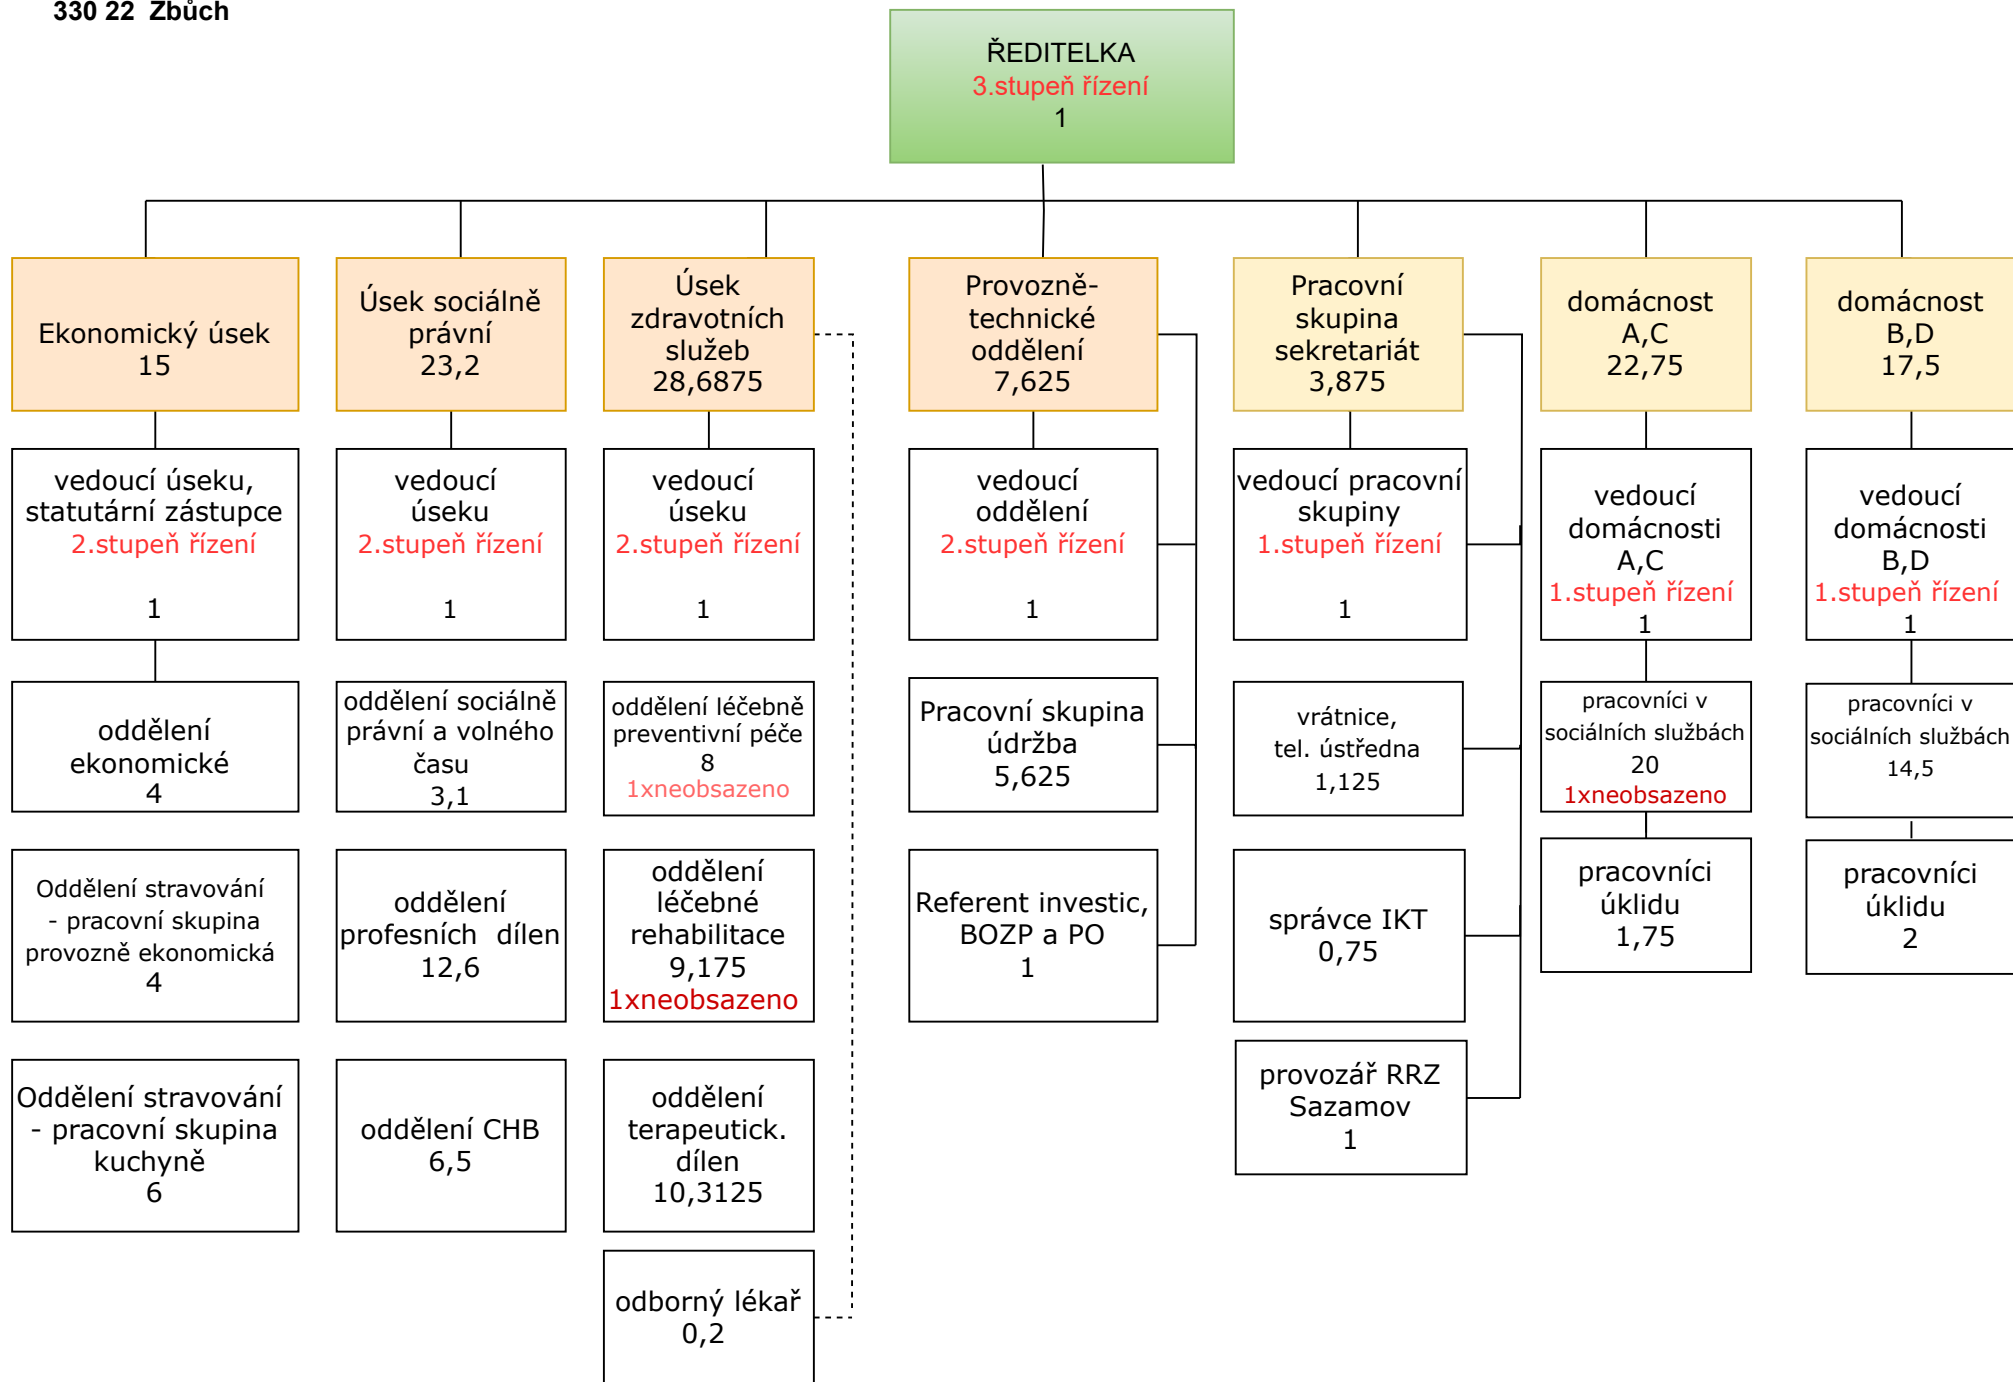 330 22 Zbůch
ŘEDITELKA
3.stupeň řízení
1
Ekonomický úsek
15
Úsek sociálně
právní
23,2
Úsek
zdravotních
služeb
28,6875
Provozně-
technické
oddělení
7,625
Pracovní
skupina
sekretariát
3,875
domácnost
A,C
22,75
domácnost
B,D
17,5
vedoucí úseku,
statutární zástupce
2.stupeň řízení
1
vedoucí
úseku
2.stupeň řízení
1
vedoucí
úseku
2.stupeň řízení
1
vedoucí
oddělení
2.stupeň řízení
1
vedoucí pracovní
skupiny
1.stupeň řízení
1
vedoucí
domácnosti
A,C
1.stupeň řízení
1
vedoucí
domácnosti
B,D
1.stupeň řízení
1
oddělení
ekonomické
4
oddělení sociálně
právní a volného
času
3,1
oddělení léčebně
preventivní péče
8
1xneobsazeno
Pracovní skupina
údržba
5,625
vrátnice,
tel. ústředna
1,125
pracovníci v
sociálních službách
20
1xneobsazeno
pracovníci v
sociálních službách
14,5
Oddělení stravování
- pracovní skupina
provozně ekonomická
4
oddělení
profesních dílen
12,6
oddělení
léčebné
rehabilitace
9,175
1xneobsazeno
Referent investic,
BOZP a PO
1
správce IKT
0,75
pracovníci
úklidu
1,75
pracovníci
úklidu
2
Oddělení stravování
- pracovní skupina
kuchyně
6
oddělení CHB
6,5
oddělení
terapeutick.
dílen
10,3125
provozář RRZ
Sazamov
1
odborný lékař
0,2